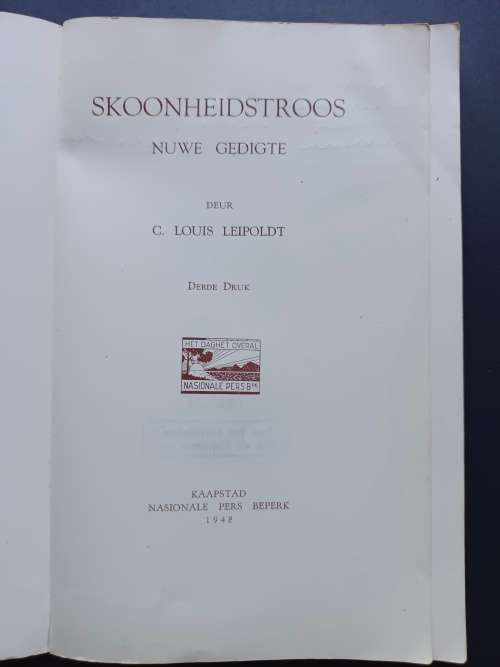 SKOONHEIDSTROOS
NUWE GEDIGTE
DEUR
C. LOUIS LEIPOLDT
DERDE DRUK
HET DAGHET OVERAL
NASIONALE PERS BPK
KAAPSTAD
NASIONALE PERS BEPERK
1948